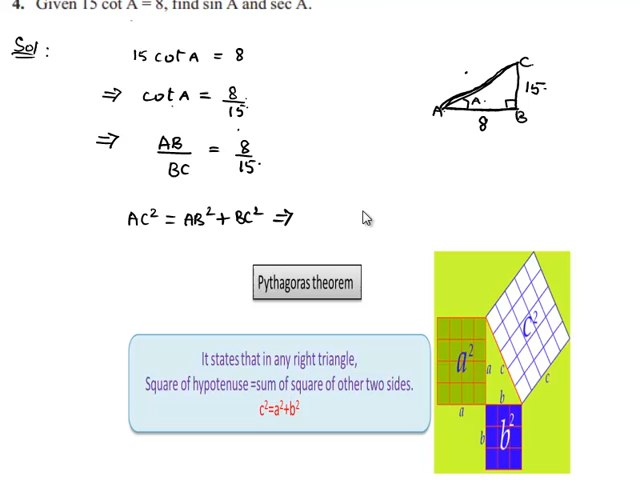 4. Given 15 cot A = 8, find sin A and sec A.
Sol :
15 cot A = 8
⇒ cot A = 8/15.
⇒ AB/BC = 8/15.
AC² = AB² + BC² ⇒
C
15
A
A
B
8
Pythagoras theorem
It states that in any right triangle,
Square of hypotenuse =sum of square of other two sides.
c²=a²+b²
c²
a²
a
c
c
b
a
b
b²